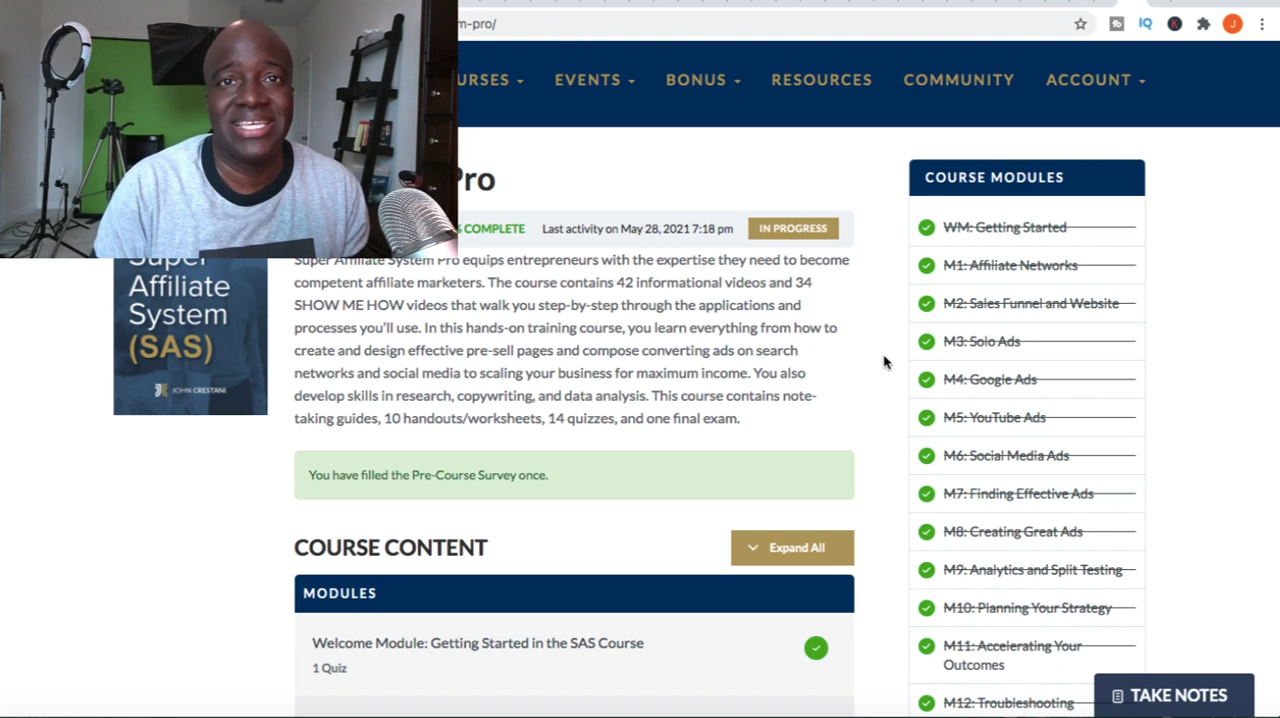 m-pro/
IQ
K
J
URSES EVENTS BONUS RESOURCES COMMUNITY ACCOUNT
Pro
COMPLETE Last activity on May 28, 2021 7:18 pm IN PROGRESS
Super Affiliate System Pro equips entrepreneurs with the expertise they need to become
competent affiliate marketers. The course contains 42 informational videos and 34
SHOW ME HOW videos that walk you step-by-step through the applications and
processes you'll use. In this hands-on training course, you learn everything from how to
create and design effective pre-sell pages and compose converting ads on search
networks and social media to scaling your business for maximum income. You also
develop skills in research, copywriting, and data analysis. This course contains note-
taking guides, 10 handouts/worksheets, 14 quizzes, and one final exam.
Super
Affiliate
System
(SAS)
JOHN CRESTANI
You have filled the Pre-Course Survey once.
COURSE CONTENT
Expand All
MODULES
Welcome Module: Getting Started in the SAS Course
1 Quiz
COURSE MODULES
WM: Getting Started
M1: Affiliate Networks
M2: Sales Funnel and Website
M3: Solo Ads
M4: Google Ads
M5: YouTube Ads
M6: Social Media Ads
M7: Finding Effective Ads
M8: Creating Great Ads
M9: Analytics and Split Testing
M10: Planning Your Strategy
M11: Accelerating Your
Outcomes
M12: Troubleshooting
TAKE NOTES